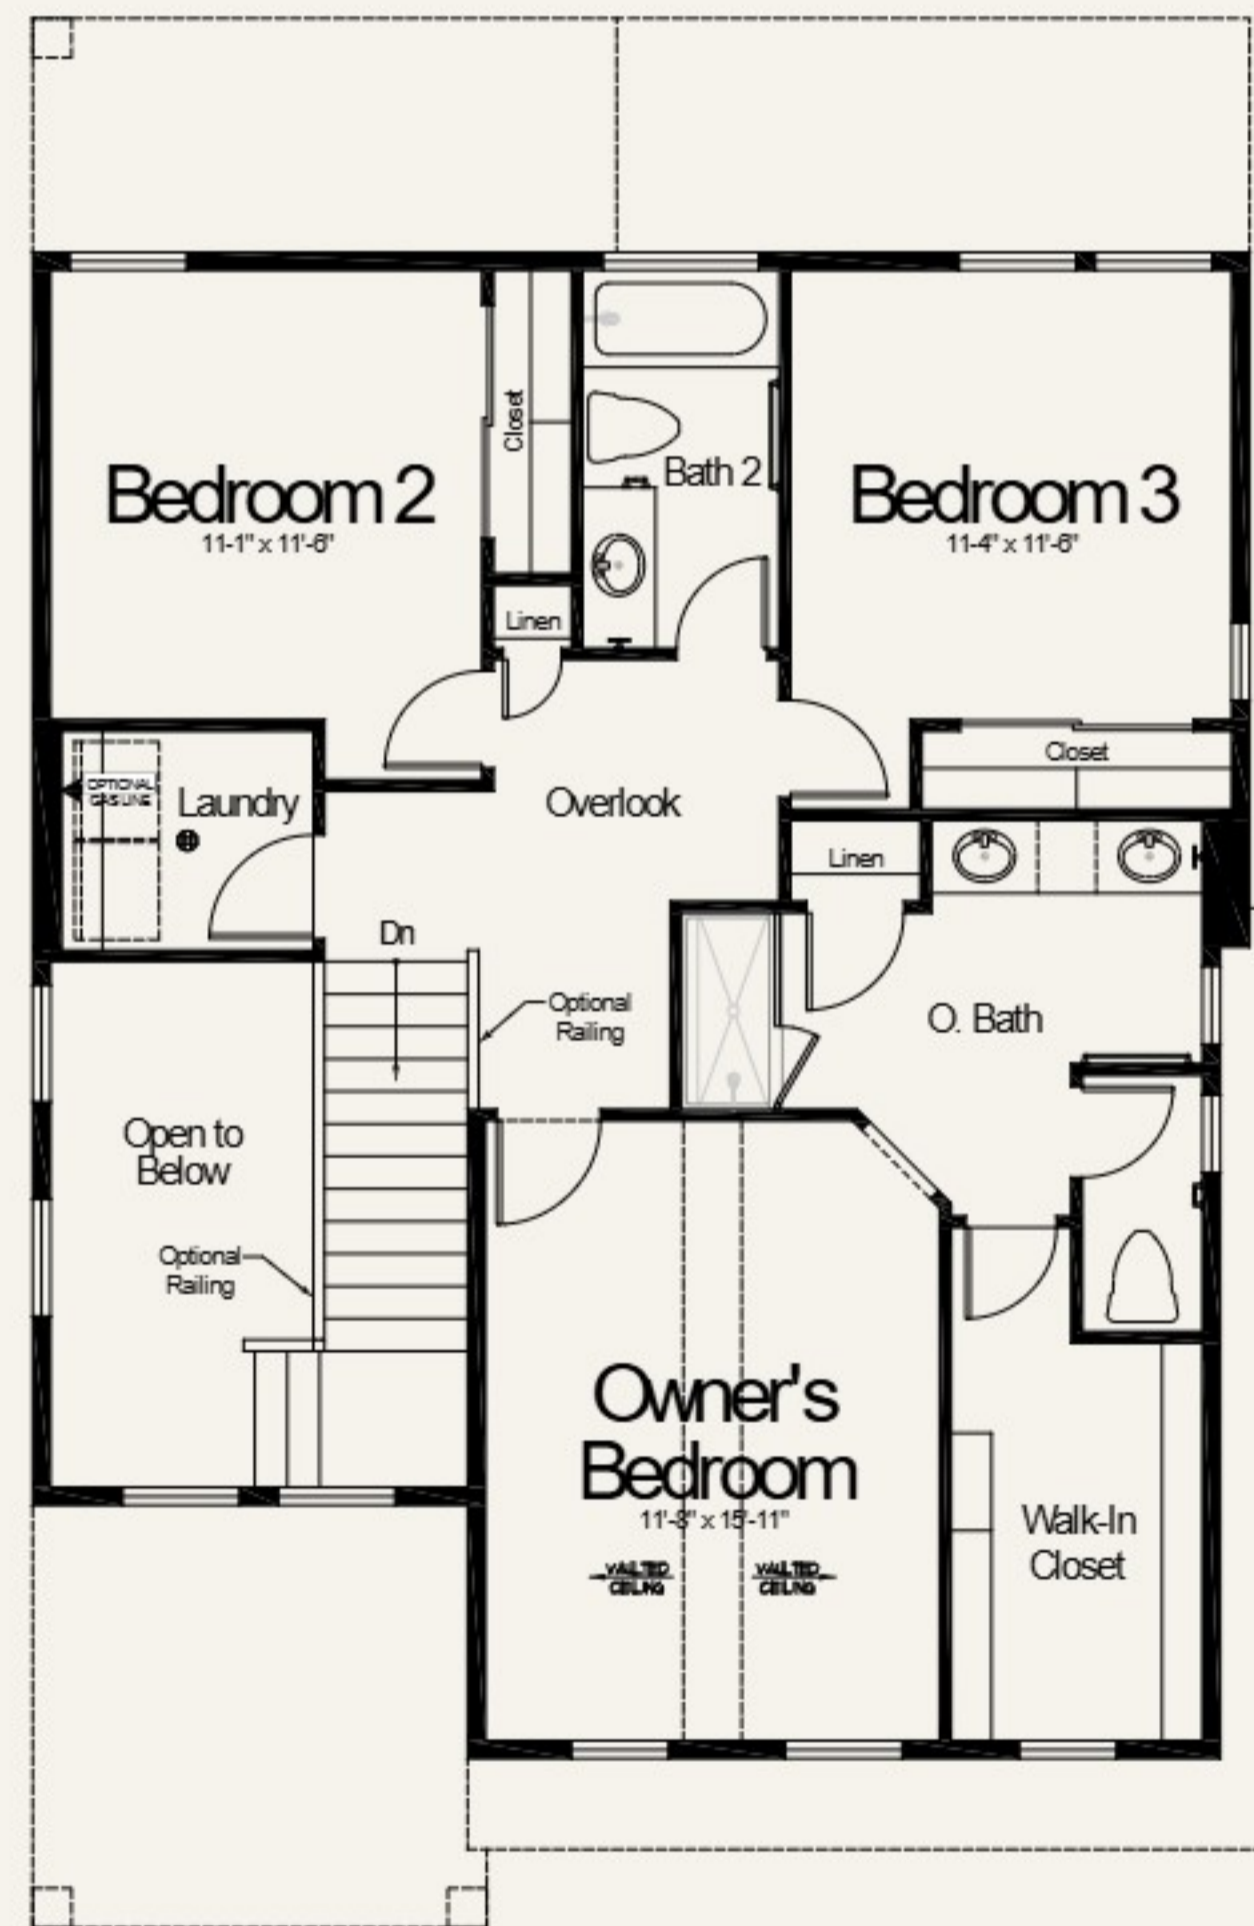 Closet
Bath 2
Bedroom 2
11-1" x 11'-6"
Bedroom 3
11-4" x 11'-6"
Linen
Closet
OPTIONAL
GAS LINE
Laundry
Overlook
Linen
Dn
Optional
Railing
O. Bath
Open to
Below
Optional
Railing
Owner's
Bedroom
11'-3" x 15'-11"
Walk-In
Closet
VAULTED
CEILING
VAULTED
CEILING